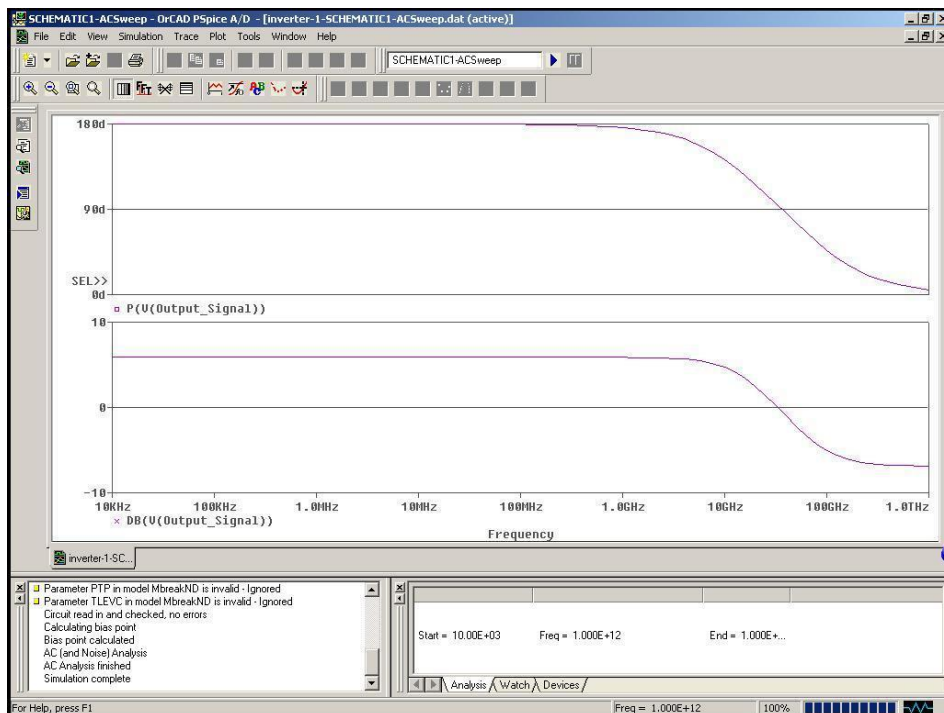 SCHEMATIC1-ACSweep - OrCAD PSpice A/D - [inverter-1-SCHEMATIC1-ACSweep.dat (active)]
File Edit View Simulation Trace Plot Tools Window Help
SCHEMATIC1-ACSweep
180d
90d
SEL>>
0d
P(V(Output_Signal))
10
0
-10
10KHz 100KHz 1.0MHz 10MHz 100MHz 1.0GHz 10GHz 100GHz 1.0THz
DB(V(Output_Signal))
Frequency
inverter-1-SC...
Parameter PTP in model MbreakND is invalid - Ignored
Parameter TLEVC in model MbreakND is invalid - Ignored
Circuit read in and checked, no errors
Calculating bias point
Bias point calculated
AC (and Noise) Analysis
AC Analysis finished
Simulation complete
Start = 10.00E+03 Freq = 1.000E+12 End = 1.000E+...
Analysis Watch Devices
For Help, press F1 Freq = 1.000E+12 100%